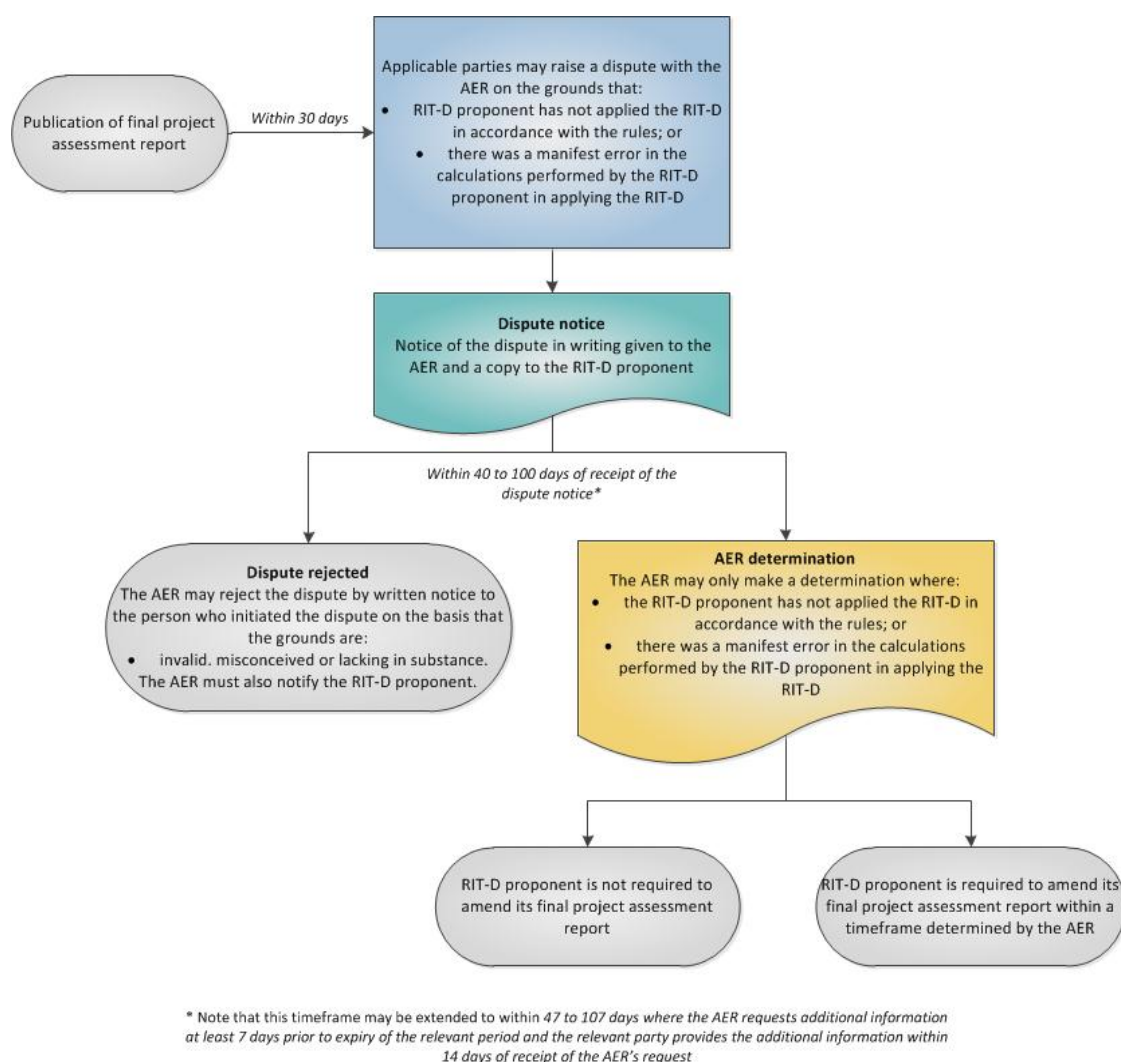 Applicable parties may raise a dispute with the
AER on the grounds that:
• RIT-D proponent has not applied the RIT-D
in accordance with the rules; or
• there was a manifest error in the
calculations performed by the RIT-D
proponent in applying the RIT-D
Publication of final project
assessment report
Within 30 days
Dispute notice
Notice of the dispute in writing given to the
AER and a copy to the RIT-D proponent
Within 40 to 100 days of receipt of the
dispute notice*
Dispute rejected
The AER may reject the dispute by written notice to
the person who initiated the dispute on the basis that
the grounds are:
• invalid. misconceived or lacking in substance.
The AER must also notify the RIT-D proponent.
AER determination
The AER may only make a determination where:
• the RIT-D proponent has not applied the RIT-D in
accordance with the rules; or
• there was a manifest error in the calculations
performed by the RIT-D proponent in applying the
RIT-D
RIT-D proponent is not required to
amend its final project assessment
report
RIT-D proponent is required to amend its
final project assessment report within a
timeframe determined by the AER
* Note that this timeframe may be extended to within 47 to 107 days where the AER requests additional information
at least 7 days prior to expiry of the relevant period and the relevant party provides the additional information within
14 days of receipt of the AER's request